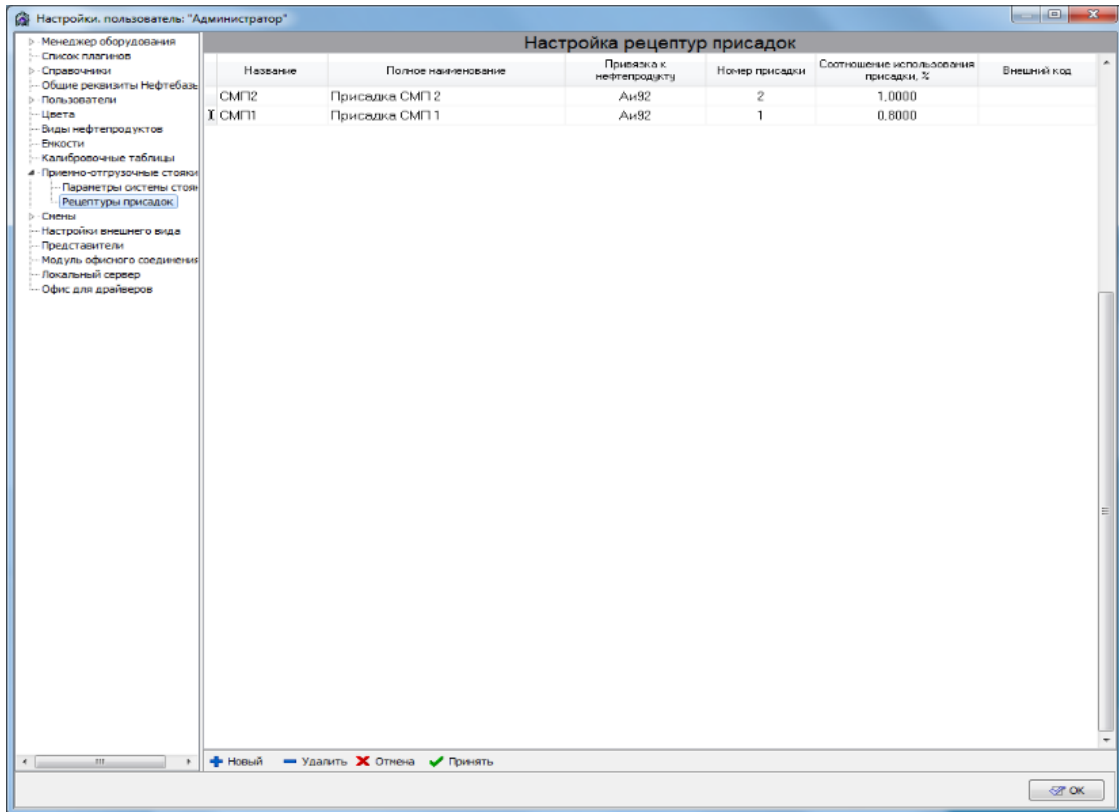 Настройки. пользователь: "Администратор"
Менеджер оборудования
Список плагинов
Справочники
Общие реквизиты Нефтебазь
Пользователи
Цвета
Виды нефтепродуктов
Емкости
Калибровочные таблицы
Приемно-отгрузочные стояки
Параметры системы стоян
Рецептуры присадок
Смены
Настройки внешнего вида
Представители
Модуль офисного соединения
Локальный сервер
Офис для драйверов
Настройка рецептур присадок
Название Полное наименование Привязка к нефтепродукту Номер присадки Соотношение использования присадки, % Внешний код
СМП2 Присадка СМП 2 Аи92 2 1,0000
СМП1 Присадка СМП 1 Аи92 1 0,8000
Новый Удалить Отмена Принять
OK